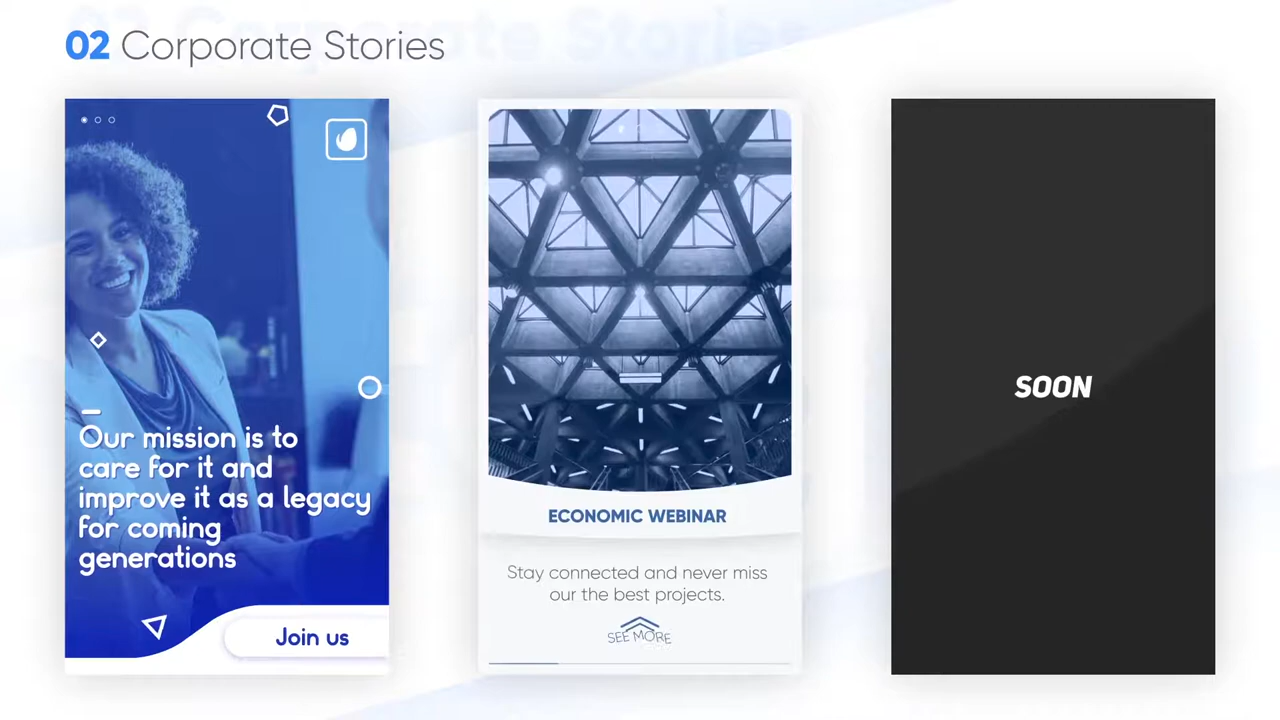 02 Corporate Stories
Our mission is to
care for it and
improve it as a legacy
for coming
generations
Join us
ECONOMIC WEBINAR
Stay connected and never miss
our the best projects.
SEE MORE
SOON